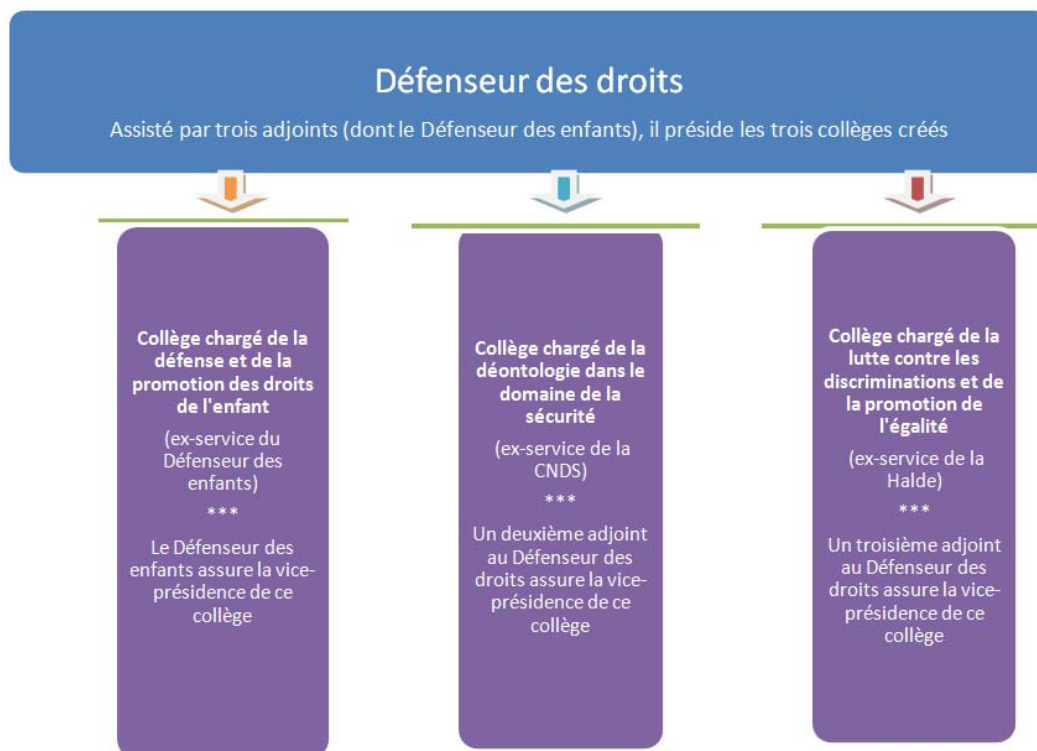 Défenseur des droits
Assisté par trois adjoints (dont le Défenseur des enfants), il préside les trois collèges créés
Collège chargé de la
défense et de la
promotion des droits
de l'enfant
(ex-service du
Défenseur des
enfants)
***
Le Défenseur des
enfants assure la vice-
présidence de ce
collège
Collège chargé de la
déontologie dans le
domaine de la
sécurité
(ex-service de la
CNDS)
***
Un deuxième adjoint
au Défenseur des
droits assure la vice-
présidence de ce
collège
Collège chargé de la
lutte contre les
discriminations et de
la promotion de
l'égalité
(ex-service de la
Halde)
***
Un troisième adjoint
au Défenseur des
droits assure la vice-
présidence de ce
collège